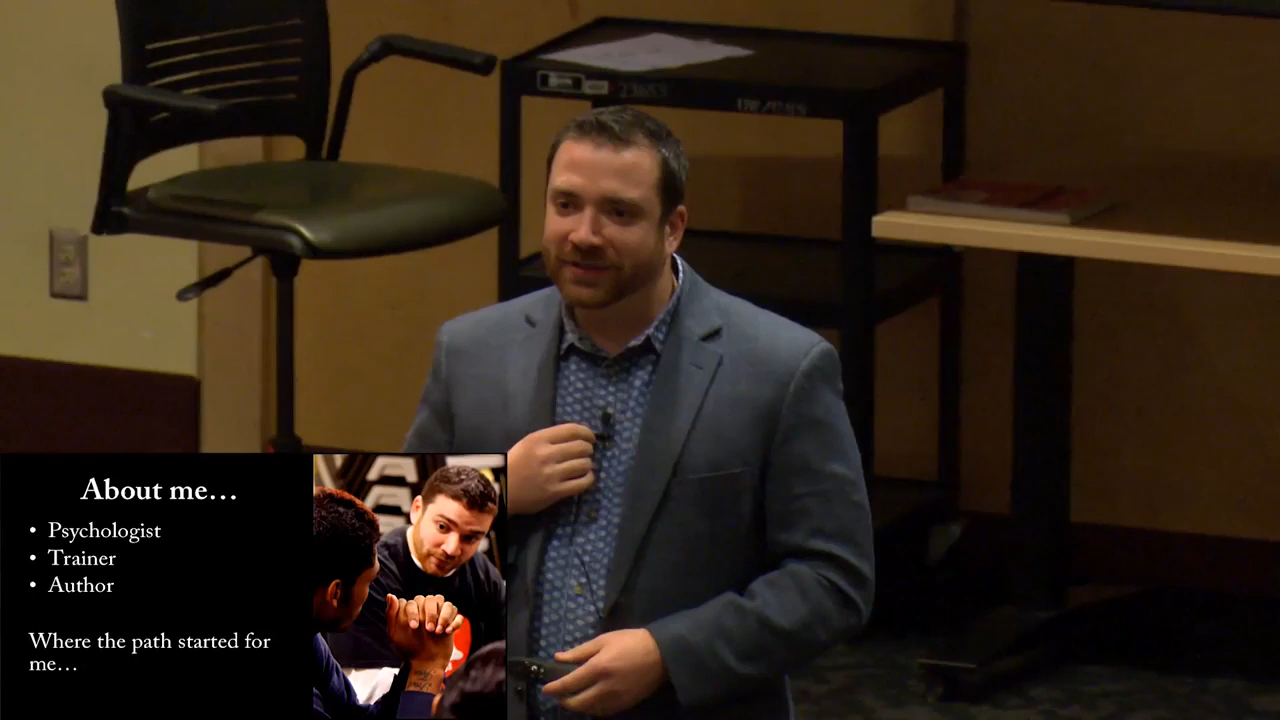 About me…
• Psychologist
• Trainer
• Author
Where the path started for
me…